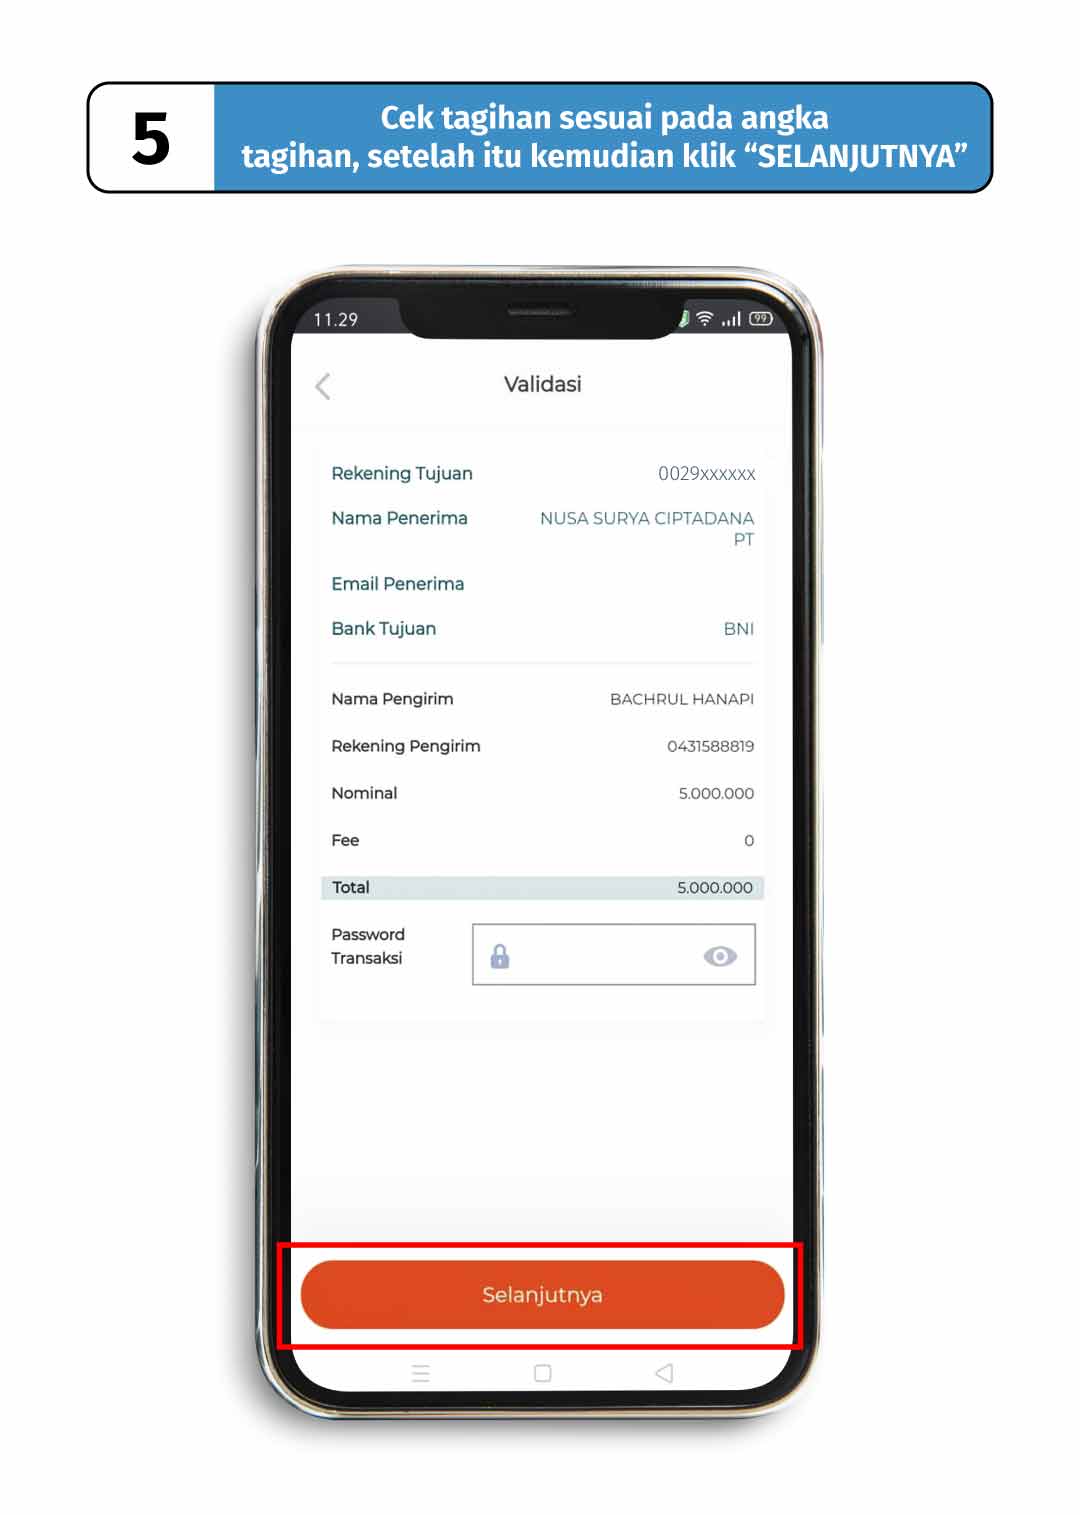 5
Cek tagihan sesuai pada angka
tagihan, setelah itu kemudian klik “SELANJUTNYA”
11.29
99
Validasi
Rekening Tujuan 0029xxxxxx
Nama Penerima NUSA SURYA CIPTADANA
PT
Email Penerima
Bank Tujuan BNI
Nama Pengirim BACHRUL HANAPI
Rekening Pengirim 0431588819
Nominal 5.000.000
Fee 0
Total 5.000.000
Password
Transaksi
Selanjutnya